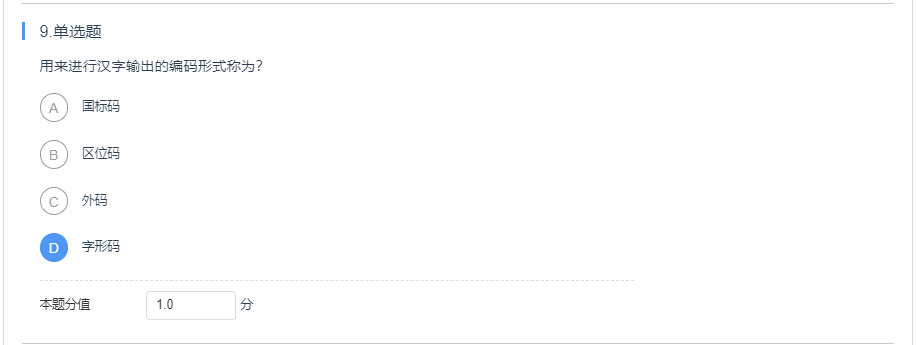 9.单选题
用来进行汉字输出的编码形式称为?
A 国标码
B 区位码
C 外码
D 字形码
本题分值 1.0 分